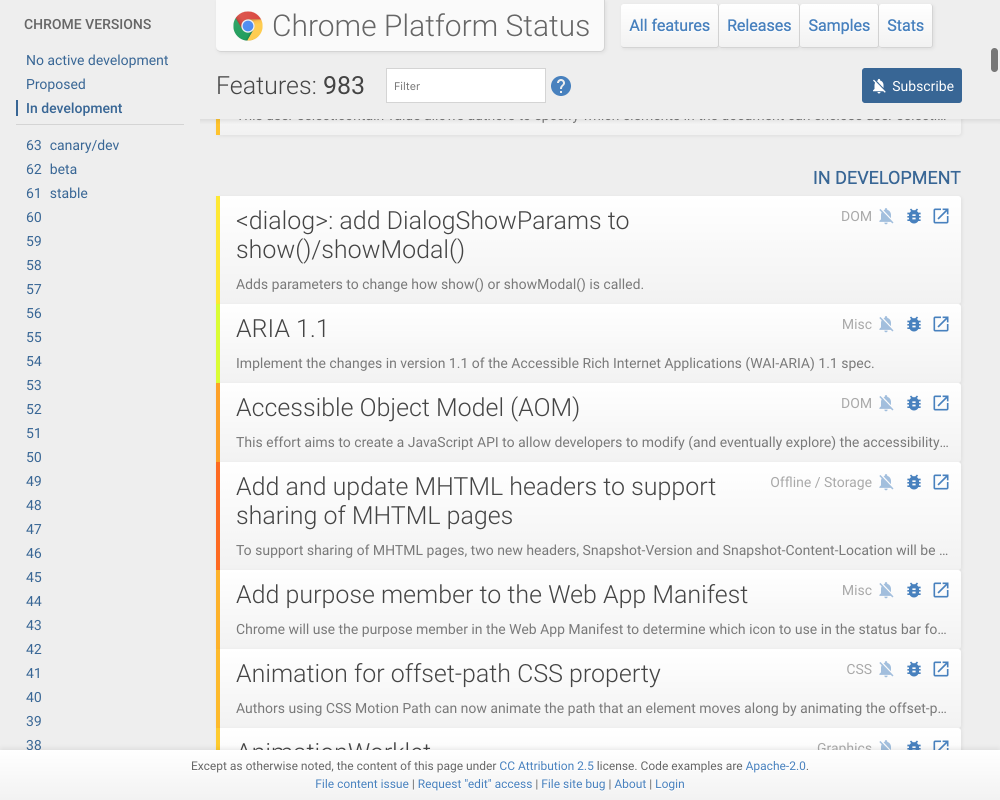 CHROME VERSIONS
No active development
Proposed
In development
63 canary/dev
62 beta
61 stable
60
59
58
57
56
55
54
53
52
51
50
49
48
47
46
45
44
43
42
41
40
39
38
Chrome Platform Status
All features
Releases
Samples
Stats
Features: 983
Filter
?
Subscribe
IN DEVELOPMENT
<dialog>: add DialogShowParams to
show()/showModal()
DOM
Adds parameters to change how show() or showModal() is called.
ARIA 1.1
Misc
Implement the changes in version 1.1 of the Accessible Rich Internet Applications (WAI-ARIA) 1.1 spec.
Accessible Object Model (AOM)
DOM
This effort aims to create a JavaScript API to allow developers to modify (and eventually explore) the accessibility...
Add and update MHTML headers to support
sharing of MHTML pages
Offline / Storage
To support sharing of MHTML pages, two new headers, Snapshot-Version and Snapshot-Content-Location will be ...
Add purpose member to the Web App Manifest
Misc
Chrome will use the purpose member in the Web App Manifest to determine which icon to use in the status bar fo...
Animation for offset-path CSS property
CSS
Authors using CSS Motion Path can now animate the path that an element moves along by animating the offset-p...
AnimationWorklet
Graphics
Except as otherwise noted, the content of this page under CC Attribution 2.5 license. Code examples are Apache-2.0.
File content issue | Request "edit" access | File site bug | About | Login